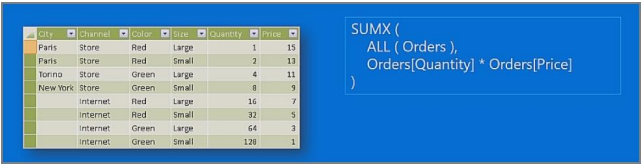 City Channel Color Size Quantity Price
Paris Store Red Large 1 15
Paris Store Red Small 2 13
Torino Store Green Large 4 11
New York Store Green Small 8 9
Internet Red Large 16 7
Internet Red Small 32 5
Internet Green Large 64 3
Internet Green Small 128 1
SUMX (
ALL ( Orders ),
Orders[Quantity] * Orders[Price]
)